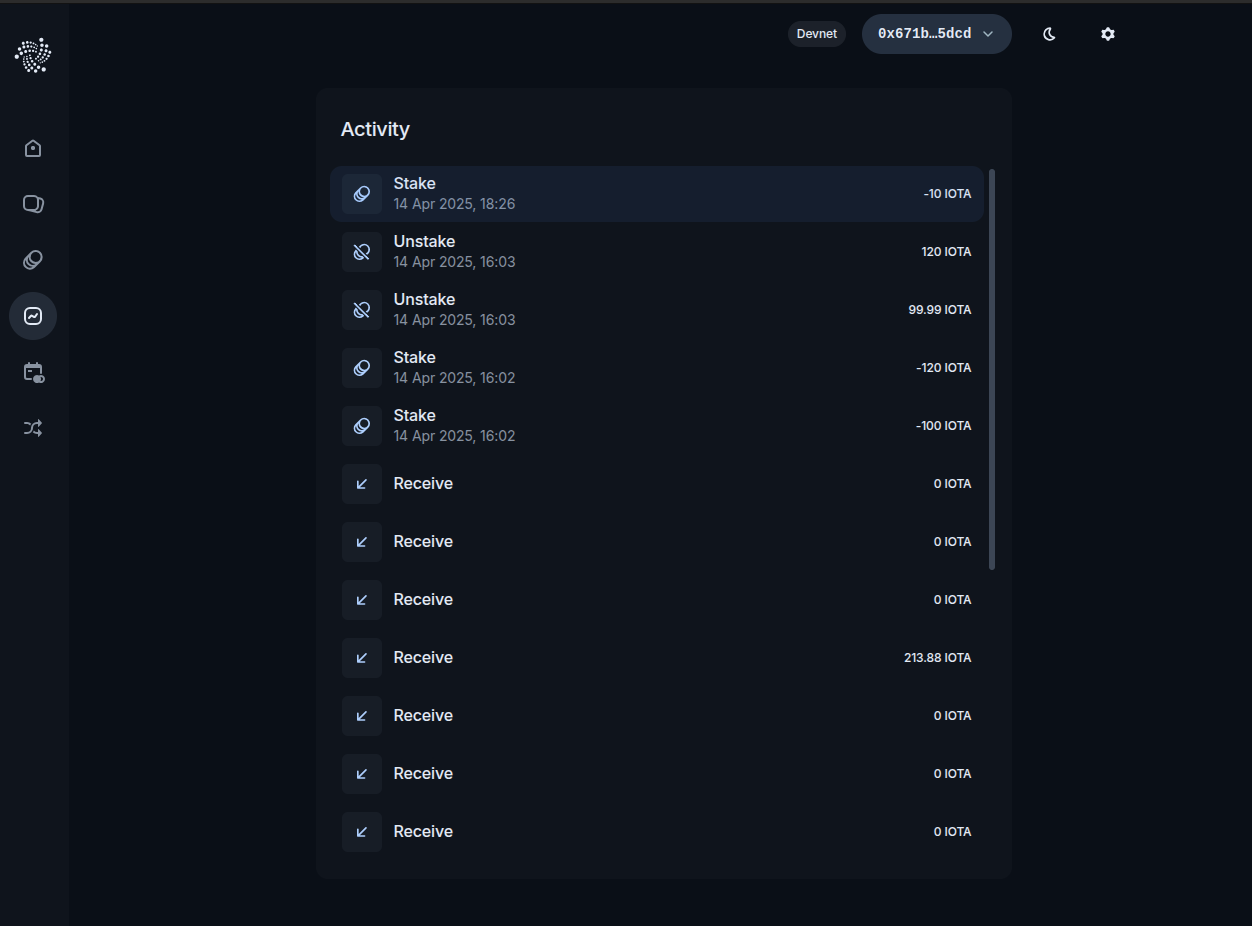 Devnet
0x671b…5dcd
Activity
Stake
14 Apr 2025, 18:26
-10 IOTA
Unstake
14 Apr 2025, 16:03
120 IOTA
Unstake
14 Apr 2025, 16:03
99.99 IOTA
Stake
14 Apr 2025, 16:02
-120 IOTA
Stake
14 Apr 2025, 16:02
-100 IOTA
Receive
0 IOTA
Receive
0 IOTA
Receive
0 IOTA
Receive
213.88 IOTA
Receive
0 IOTA
Receive
0 IOTA
Receive
0 IOTA